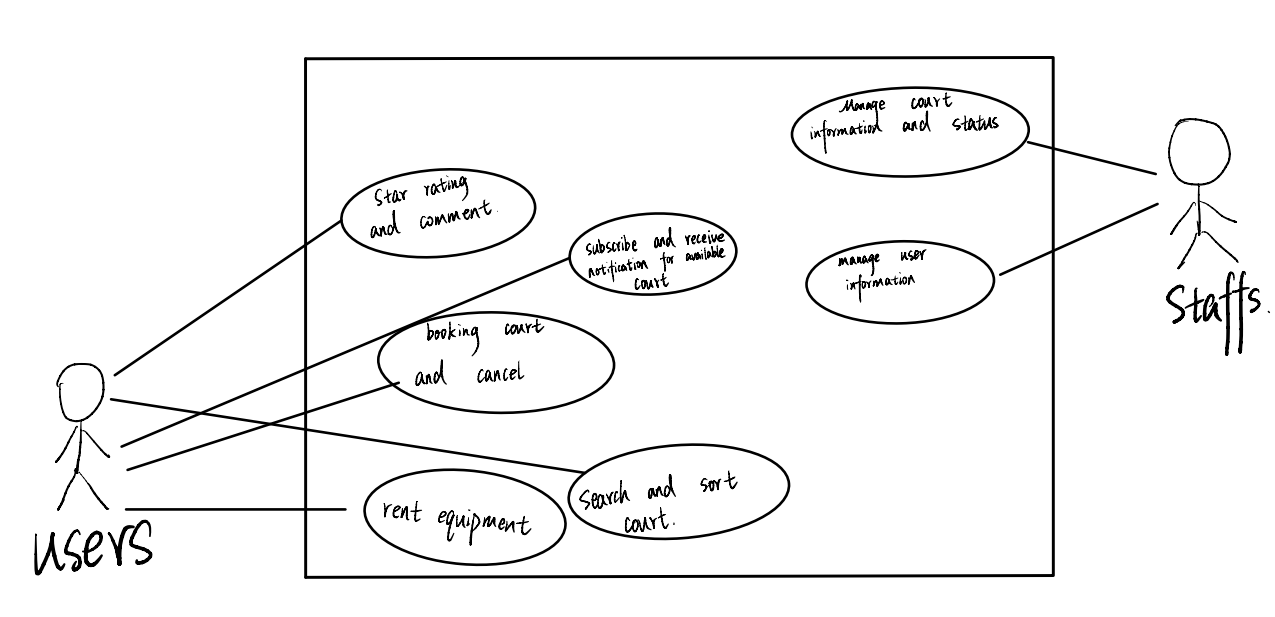 Manage court
information and status
Star rating
and comment.
subscribe and receive
notification for available
court
manage user
information
Staffs.
booking court
and cancel
search and sort
court.
rent equipment
users